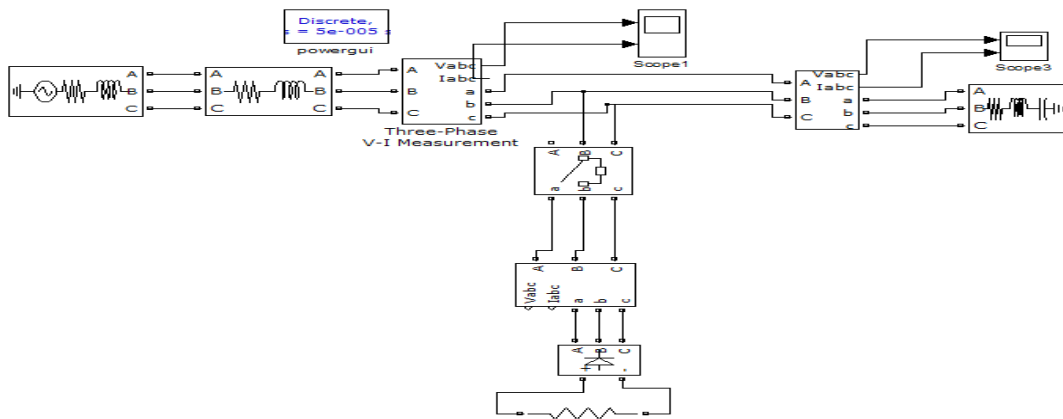 Discrete,
s = 5e-005 s
powergui
Vabc
Iabc
A
B
C
a
b
c
Three-Phase
V-I Measurement
Scope1
A
B
C
A
B
C
A
B
C
Vabc
Iabc
A
B
C
a
b
c
Scope3
A
B
C
A
B
C
a
b
c
A
B
C
Vabc
Iabc
a
b
c
A
B
C
+
-